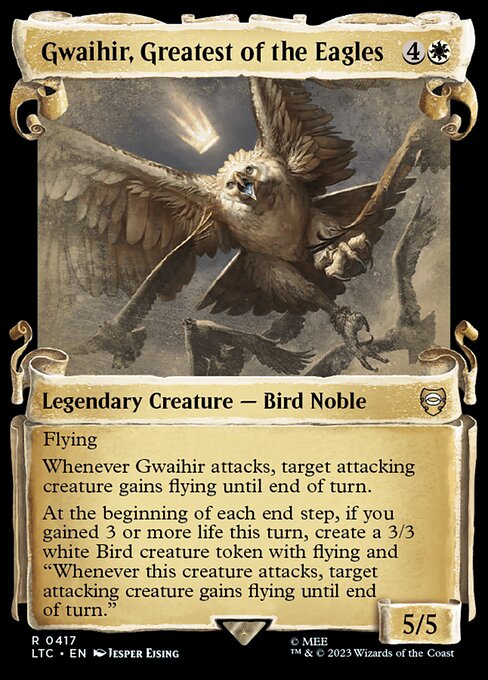 Gwaihir, Greatest of the Eagles 4
Legendary Creature — Bird Noble
Flying
Whenever Gwaihir attacks, target attacking
creature gains flying until end of turn.
At the beginning of each end step, if you
gained 3 or more life this turn, create a 3/3
white Bird creature token with flying and
“Whenever this creature attacks, target
attacking creature gains flying until end
of turn.”
5/5
R 0417
LTC • EN Jesper Eising
© MEE
™ & © 2023 Wizards of the Coast